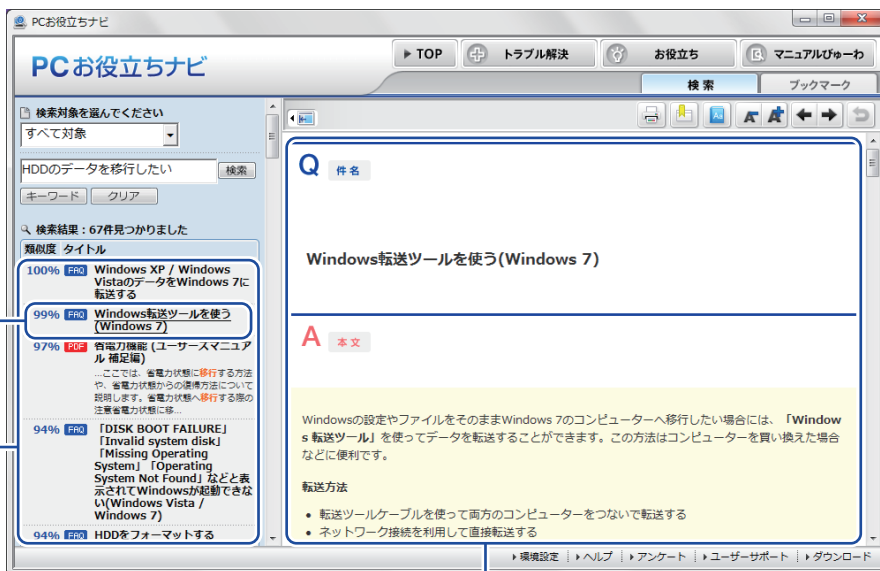 PCお役立ちナビ
PCお役立ちナビ
TOP
トラブル解決
お役立ち
マニュアルびゅーわ
検索
ブックマーク
検索対象を選んでください
すべて対象
HDDのデータを移行したい
検索
キーワード
クリア
検索結果:67件見つかりました
類似度 タイトル
100% FAQ Windows XP / Windows
VistaのデータをWindows 7に
転送する
99% FAQ Windows転送ツールを使う
(Windows 7)
97% PDF 省電力機能 (ユーザーズマニュア
ル 補足編)
...ここでは、省電力状態に移行する方法
や、省電力状態からの復帰方法について
説明します。省電力状態へ移行する際の
注意省電力状態に移...
94% FAQ 「DISK BOOT FAILURE」
「Invalid system disk」
「Missing Operating
System」「Operating
System Not Found」などと表
示されてWindowsが起動できな
い(Windows Vista /
Windows 7)
94% FAQ HDDをフォーマットする
Q 件名
Windows転送ツールを使う(Windows 7)
A 本文
Windowsの設定やファイルをそのままWindows 7のコンピューターへ移行したい場合には、「Window
s 転送ツール」を使ってデータを転送することができます。この方法はコンピューターを買い換えた場合
などに便利です。
転送方法
• 転送ツールケーブルを使って両方のコンピューターをつないで転送する
• ネットワーク接続を利用して直接転送する
環境設定
ヘルプ
アンケート
ユーザーサポート
ダウンロード